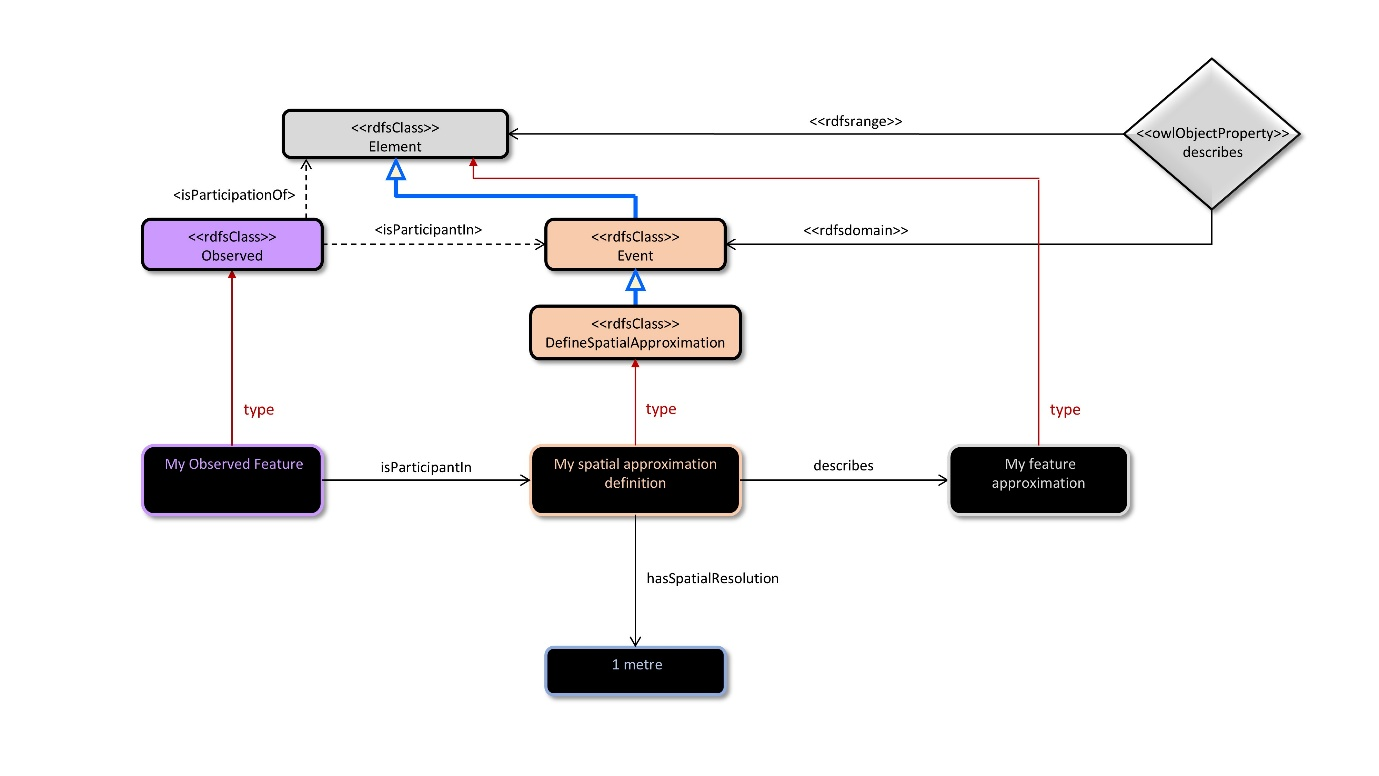 <<rdfsClass>>
Element
<<rdfsrange>>
<<owlObjectProperty>>
describes
<isParticipationOf>
<<rdfsClass>>
Observed
<isParticipantIn>
<<rdfsClass>>
Event
<<rdfsdomain>>
<<rdfsClass>>
DefineSpatialApproximation
type
type
type
My Observed Feature
isParticipantIn
My spatial approximation
definition
describes
My feature
approximation
hasSpatialResolution
1 metre